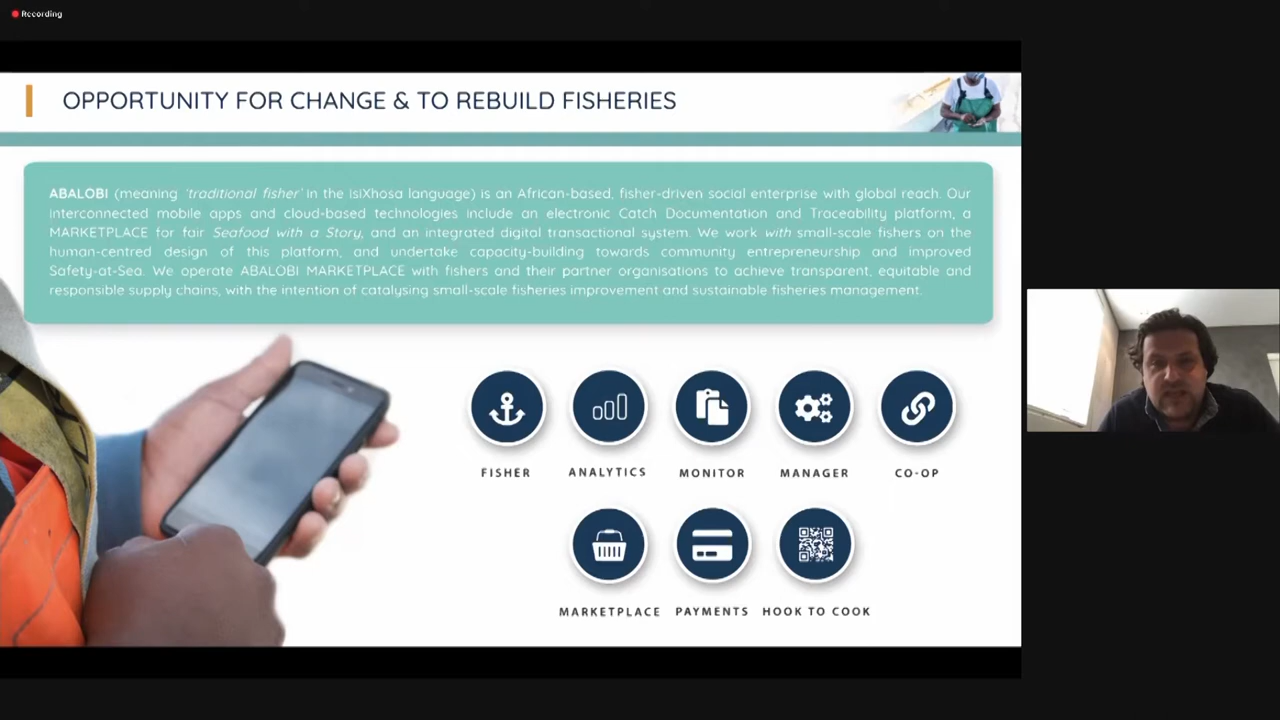 Recording
OPPORTUNITY FOR CHANGE & TO REBUILD FISHERIES
ABALOBI (meaning ‘traditional fisher’ in the isiXhosa language) is an African-based, fisher-driven social enterprise with global reach. Our
interconnected mobile apps and cloud-based technologies include an electronic Catch Documentation and Traceability platform, a
MARKETPLACE for fair Seafood with a Story, and an integrated digital transactional system. We work with small-scale fishers on the
human-centred design of this platform, and undertake capacity-building towards community entrepreneurship and improved
Safety-at-Sea. We operate ABALOBI MARKETPLACE with fishers and their partner organisations to achieve transparent, equitable and
responsible supply chains, with the intention of catalysing small-scale fisheries improvement and sustainable fisheries management.
FISHER ANALYTICS MONITOR MANAGER CO-OP
MARKETPLACE PAYMENTS HOOK TO COOK